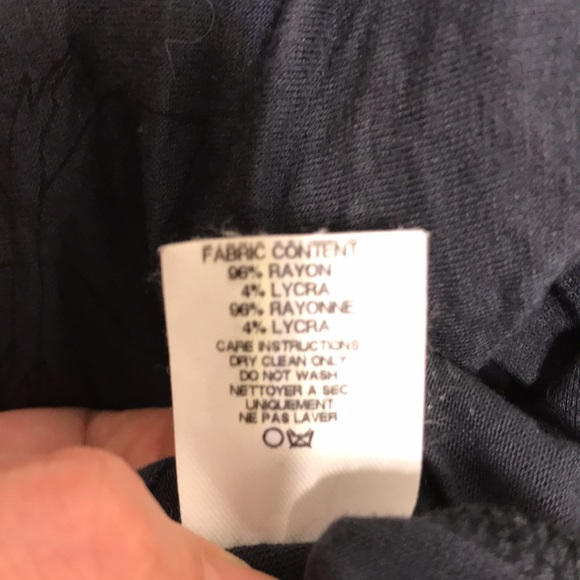 FABRIC CONTENT
96% RAYON
4% LYCRA
96% RAYONNE
4% LYCRA
CARE INSTRUCTIONS
DRY CLEAN ONLY
DO NOT WASH
NETTOYER A SEC
UNIQUEMENT
NE PAS LAVER